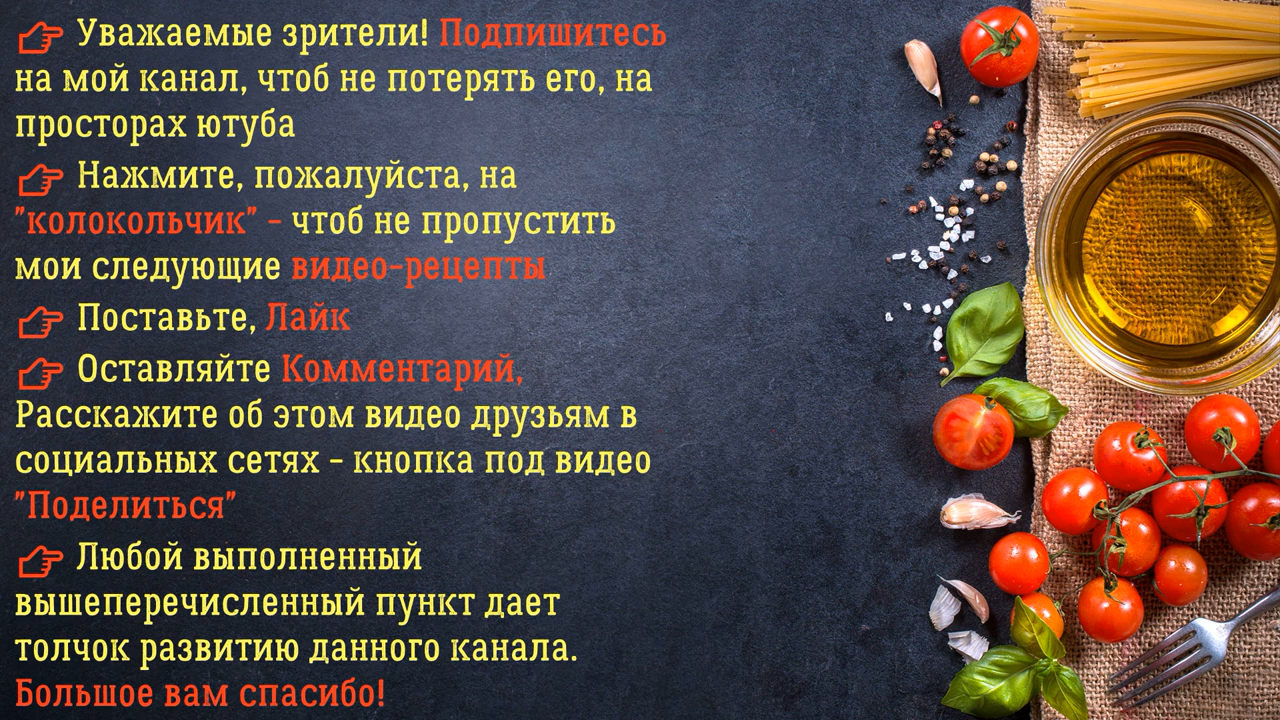 Уважаемые зрители! Подпишитесь
на мой канал, чтоб не потерять его, на
просторах ютуба
Нажмите, пожалуйста, на
"колокольчик" - чтоб не пропустить
мои следующие видео-рецепты
Поставьте, Лайк
Оставляйте Комментарий,
Расскажите об этом видео друзьям в
социальных сетях - кнопка под видео
"Поделиться"
Любой выполненный
вышеперечисленный пункт дает
толчок развитию данного канала.
Большое вам спасибо!